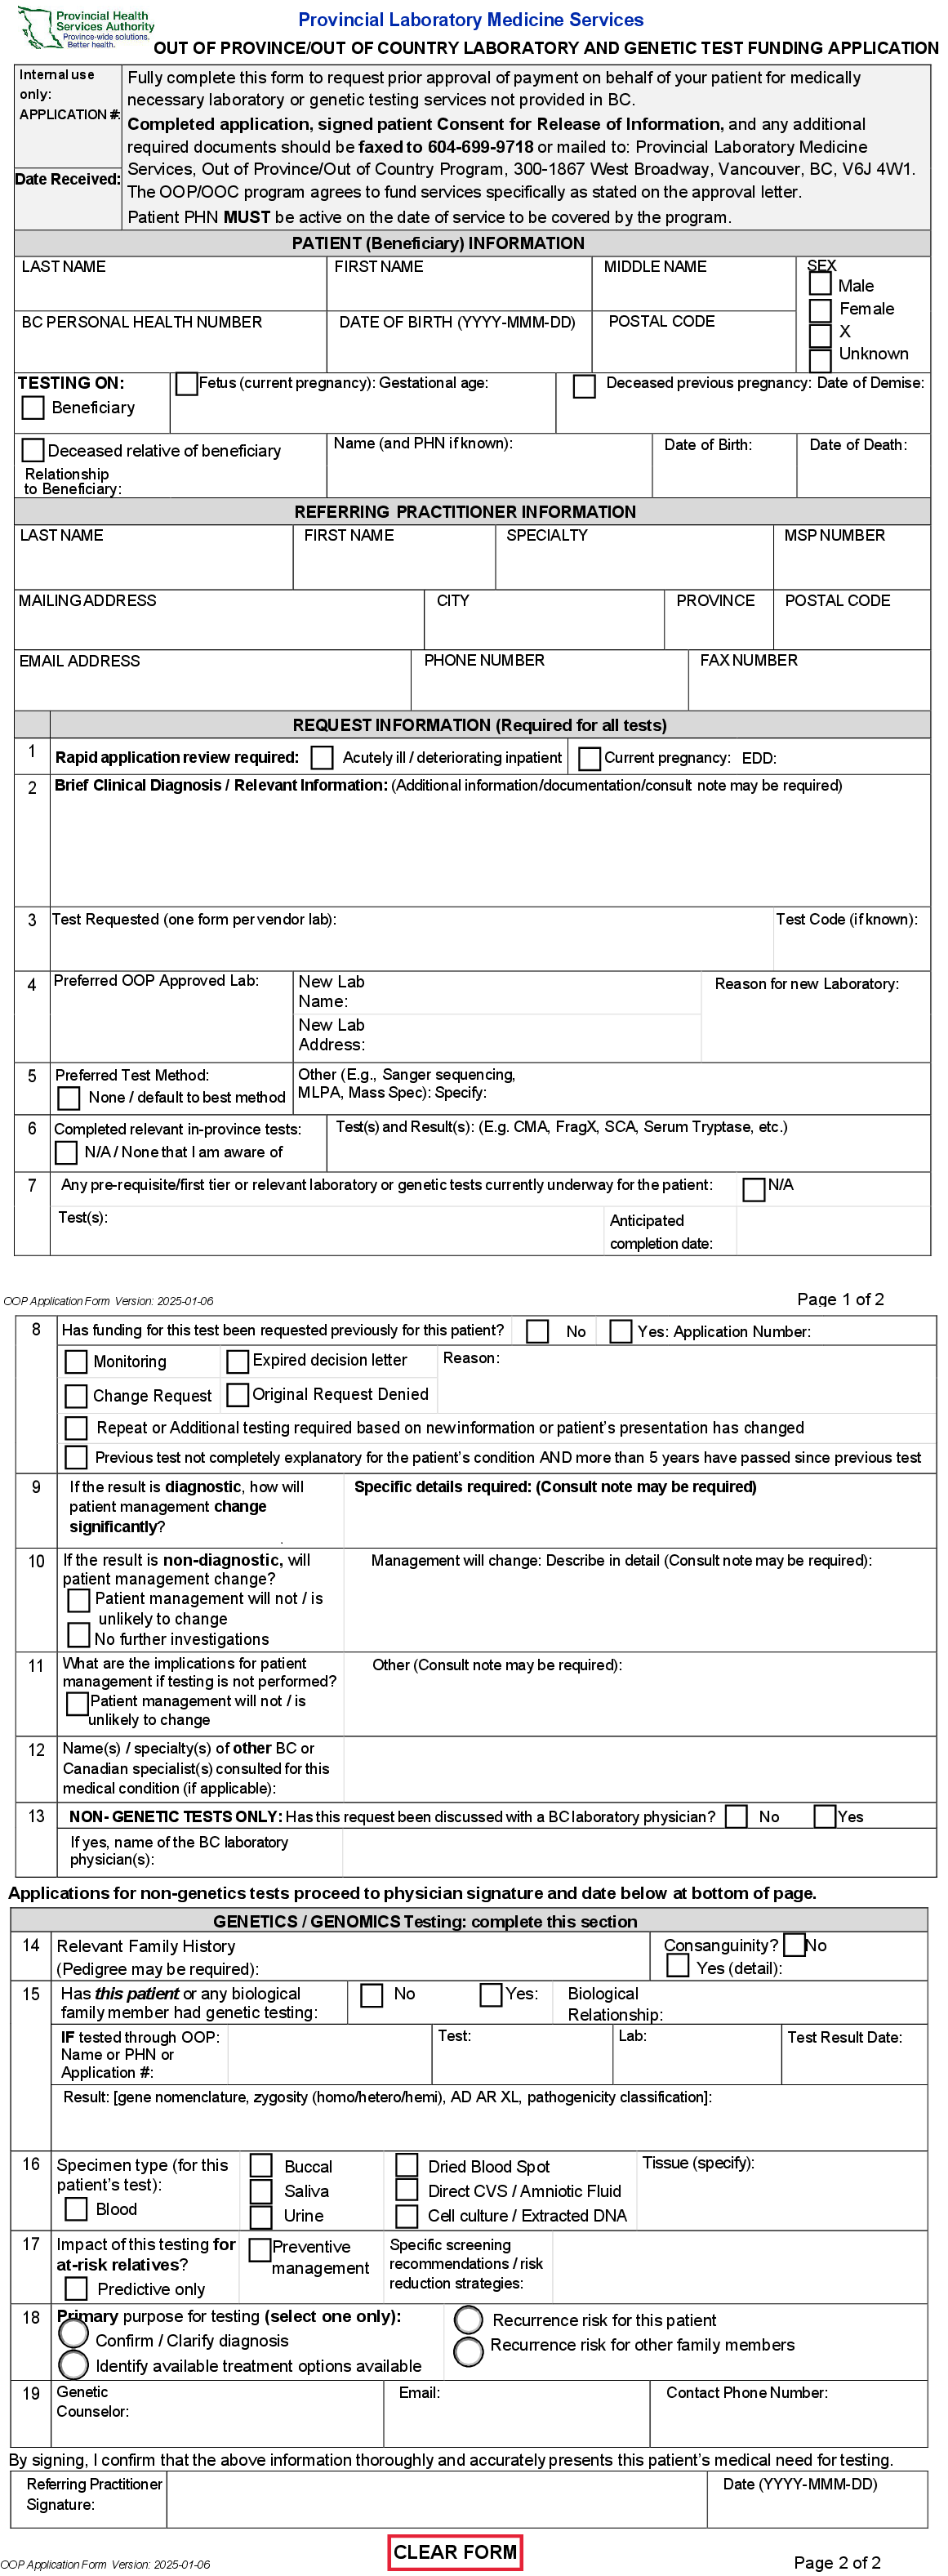 Provincial Health
Services Authority
Province-wide solutions.
Better health.
Provincial Laboratory Medicine Services
OUT OF PROVINCE/OUT OF COUNTRY LABORATORY AND GENETIC TEST FUNDING APPLICATION
Internal use
only:
APPLICATION #:
Date Received:
Fully complete this form to request prior approval of payment on behalf of your patient for medically
necessary laboratory or genetic testing services not provided in BC.
Completed application, signed patient Consent for Release of Information, and any additional
required documents should be faxed to 604-699-9718 or mailed to: Provincial Laboratory Medicine
Services, Out of Province/Out of Country Program, 300-1867 West Broadway, Vancouver, BC, V6J 4W1.
The OOP/OOC program agrees to fund services specifically as stated on the approval letter.
Patient PHN MUST be active on the date of service to be covered by the program.
PATIENT (Beneficiary) INFORMATION
LAST NAME
FIRST NAME
MIDDLE NAME
SEX
Male
Female
X
Unknown
BC PERSONAL HEALTH NUMBER
DATE OF BIRTH (YYYY-MMM-DD)
POSTAL CODE
TESTING ON:
Beneficiary
Fetus (current pregnancy): Gestational age:
Deceased previous pregnancy: Date of Demise:
Deceased relative of beneficiary
Relationship
to Beneficiary:
Name (and PHN if known):
Date of Birth:
Date of Death:
REFERRING PRACTITIONER INFORMATION
LAST NAME
FIRST NAME
SPECIALTY
MSP NUMBER
MAILING ADDRESS
CITY
PROVINCE
POSTAL CODE
EMAIL ADDRESS
PHONE NUMBER
FAX NUMBER
REQUEST INFORMATION (Required for all tests)
1
Rapid application review required:
Acutely ill / deteriorating inpatient
Current pregnancy: EDD:
2
Brief Clinical Diagnosis / Relevant Information: (Additional information/documentation/consult note may be required)
3
Test Requested (one form per vendor lab):
Test Code (if known):
4
Preferred OOP Approved Lab:
New Lab
Name:
New Lab
Address:
Reason for new Laboratory:
5
Preferred Test Method:
None / default to best method
Other (E.g., Sanger sequencing,
MLPA, Mass Spec): Specify:
6
Completed relevant in-province tests:
N/A / None that I am aware of
Test(s) and Result(s): (E.g. CMA, FragX, SCA, Serum Tryptase, etc.)
7
Any pre-requisite/first tier or relevant laboratory or genetic tests currently underway for the patient:
N/A
Test(s):
Anticipated
completion date:
OOP Application Form Version: 2025-01-06
Page 1 of 2
8
Has funding for this test been requested previously for this patient?
No
Yes: Application Number:
Monitoring
Expired decision letter
Reason:
Change Request
Original Request Denied
Repeat or Additional testing required based on new information or patient's presentation has changed
Previous test not completely explanatory for the patient's condition AND more than 5 years have passed since previous test
9
If the result is diagnostic, how will
patient management change
significantly?
Specific details required: (Consult note may be required)
10
If the result is non-diagnostic, will
patient management change?
Patient management will not / is
unlikely to change
No further investigations
Management will change: Describe in detail (Consult note may be required):
11
What are the implications for patient
management if testing is not performed?
Patient management will not / is
unlikely to change
Other (Consult note may be required):
12
Name(s) / specialty(s) of other BC or
Canadian specialist(s) consulted for this
medical condition (if applicable):
13
NON- GENETIC TESTS ONLY: Has this request been discussed with a BC laboratory physician?
No
Yes
If yes, name of the BC laboratory
physician(s):
Applications for non-genetics tests proceed to physician signature and date below at bottom of page.
GENETICS / GENOMICS Testing: complete this section
14
Relevant Family History
(Pedigree may be required):
Consanguinity?
No
Yes (detail):
15
Has this patient or any biological
family member had genetic testing:
No
Yes:
Biological
Relationship:
IF tested through OOP:
Name or PHN or
Application #:
Test:
Lab:
Test Result Date:
Result: [gene nomenclature, zygosity (homo/hetero/hemi), AD AR XL, pathogenicity classification]:
16
Specimen type (for this
patient's test):
Blood
Buccal
Saliva
Urine
Dried Blood Spot
Direct CVS / Amniotic Fluid
Cell culture / Extracted DNA
Tissue (specify):
17
Impact of this testing for
at-risk relatives?
Predictive only
Preventive
management
Specific screening
recommendations / risk
reduction strategies:
18
Primary purpose for testing (select one only):
Confirm / Clarify diagnosis
Identify available treatment options available
Recurrence risk for this patient
Recurrence risk for other family members
19
Genetic
Counselor:
Email:
Contact Phone Number:
By signing, I confirm that the above information thoroughly and accurately presents this patient's medical need for testing.
Referring Practitioner
Signature:
Date (YYYY-MMM-DD)
CLEAR FORM
OOP Application Form Version: 2025-01-06
Page 2 of 2